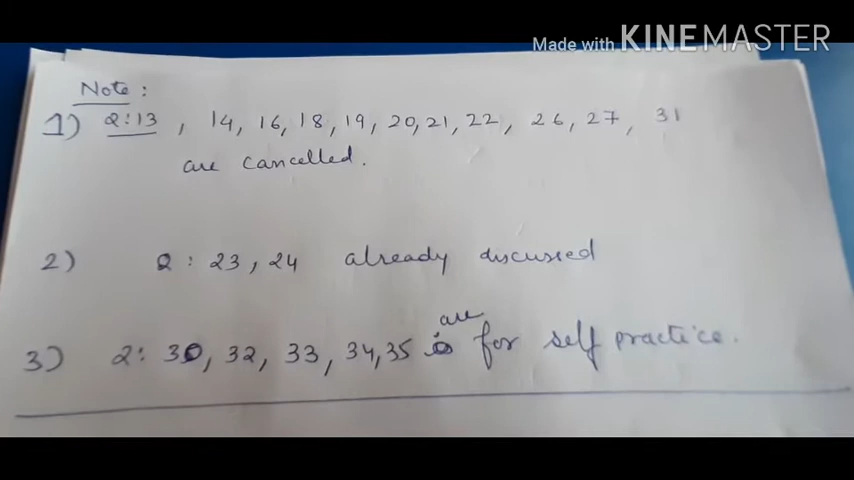 Made with KINEMASTER
Note :
1) Q:13 , 14, 16, 18, 19, 20, 21, 22, 26, 27, 31
are cancelled.
2) Q : 23, 24 already discussed
are
3) Q: 30, 32, 33, 34, 35 is for self practice.